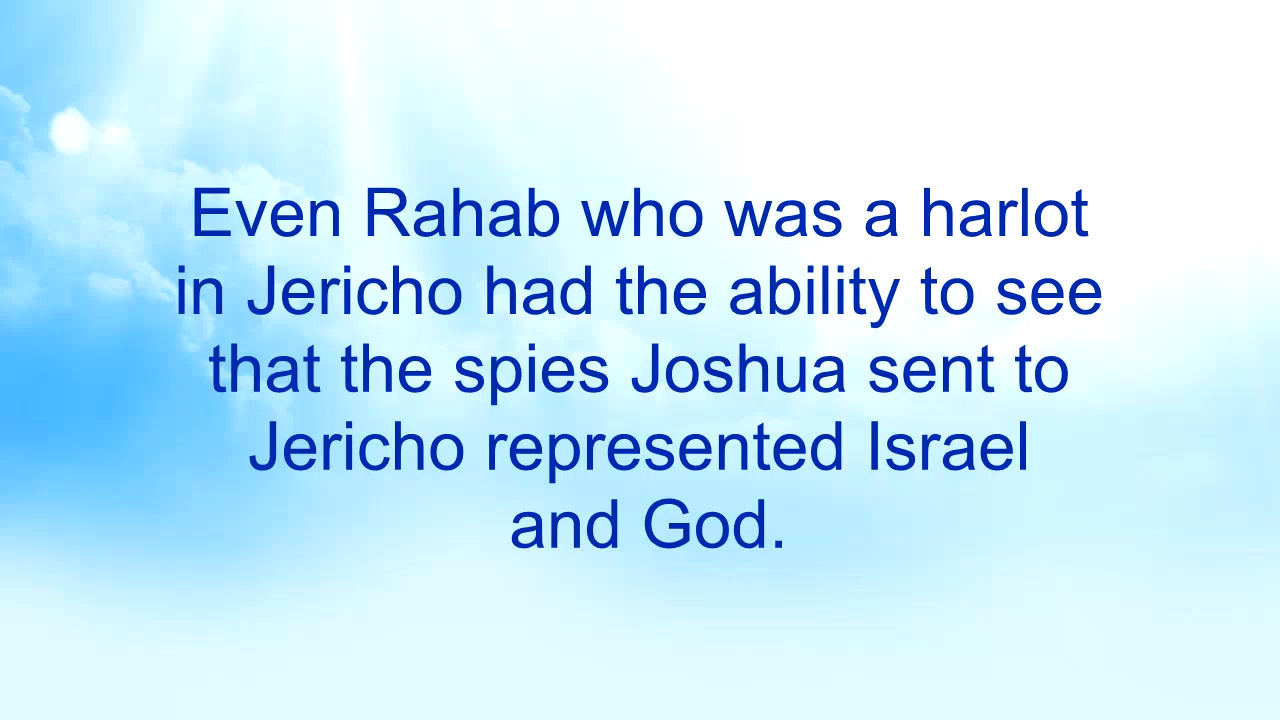 Even Rahab who was a harlot
in Jericho had the ability to see
that the spies Joshua sent to
Jericho represented Israel
and God.